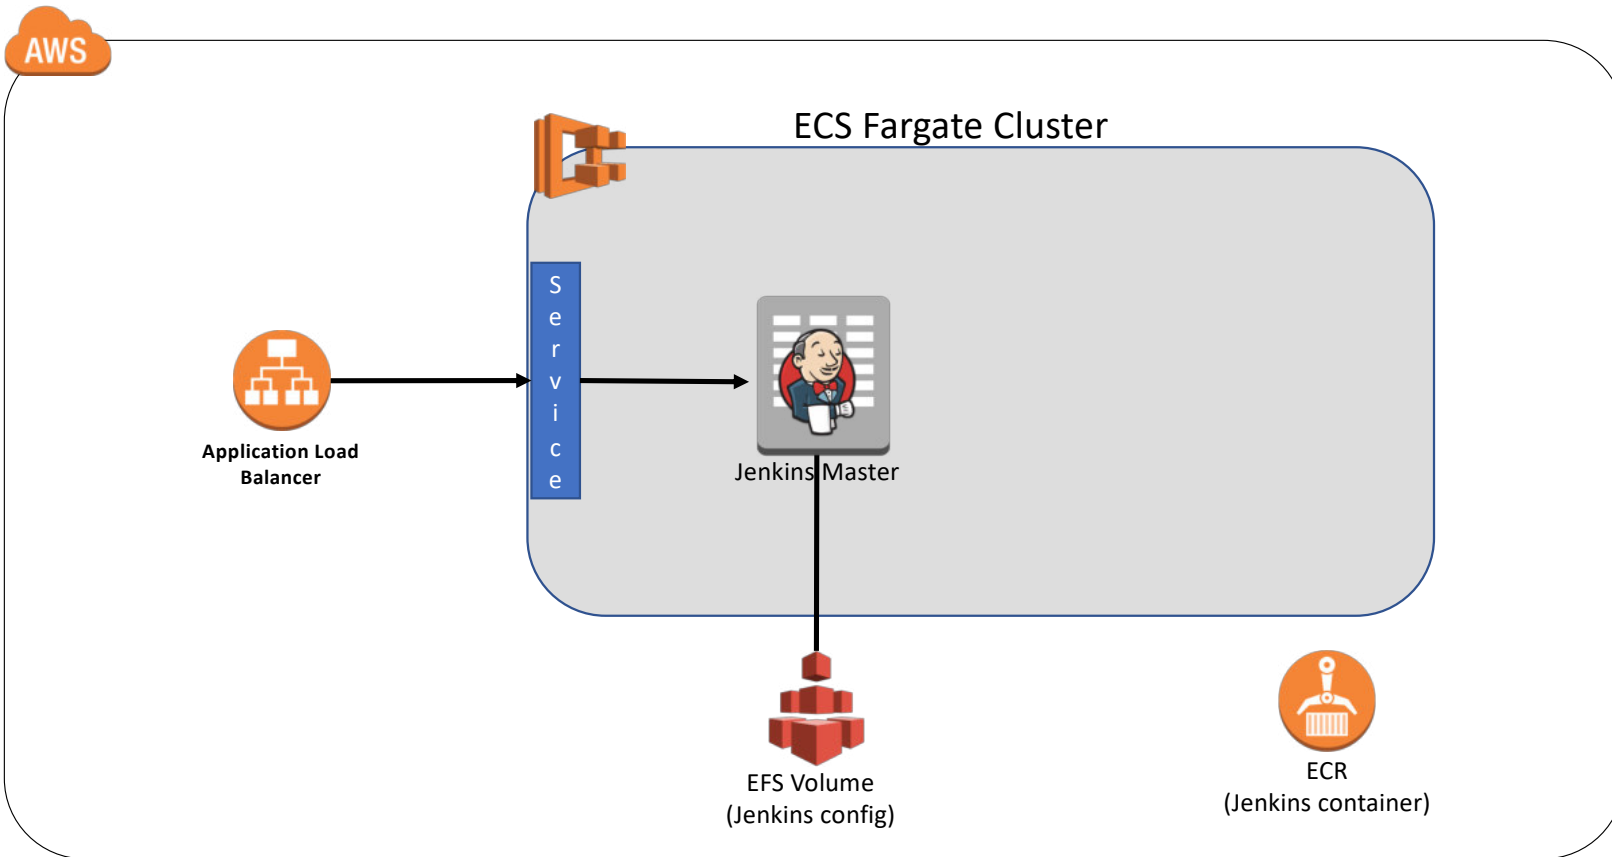 AWS
ECS Fargate Cluster
S
e
r
v
i
c
e
Application Load
Balancer
Jenkins Master
EFS Volume
(Jenkins config)
ECR
(Jenkins container)